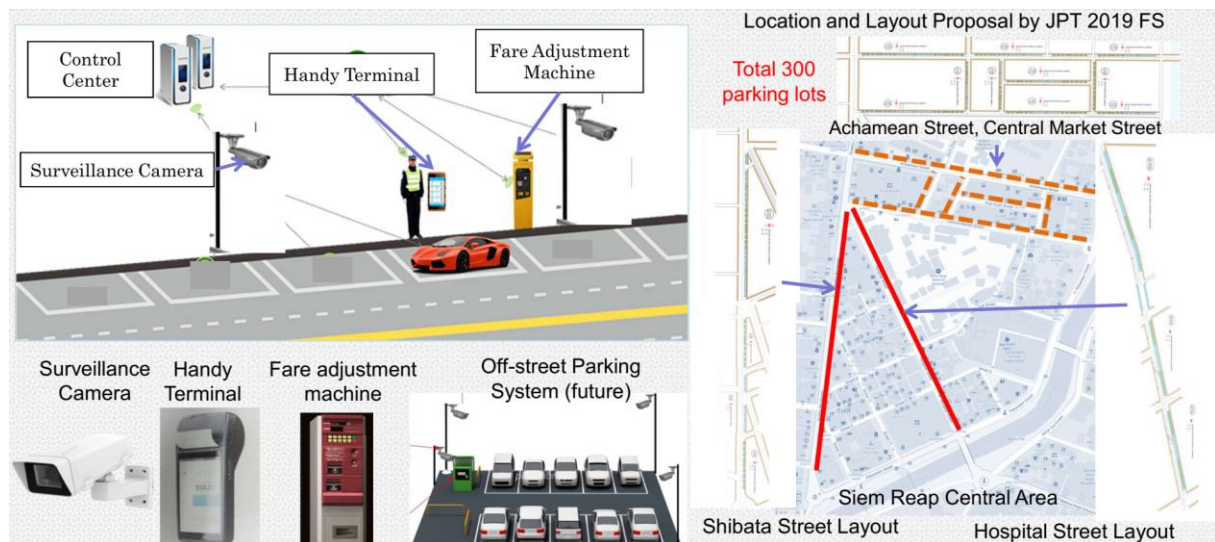 Control
Center
Handy Terminal
Fare Adjustment
Machine
Surveillance Camera
Surveillance
Camera
Handy
Terminal
Fare adjustment
machine
Off-street Parking
System (future)
Location and Layout Proposal by JPT 2019 FS
Total 300
parking lots
Achamean Street, Central Market Street
Siem Reap Central Area
Shibata Street Layout
Hospital Street Layout